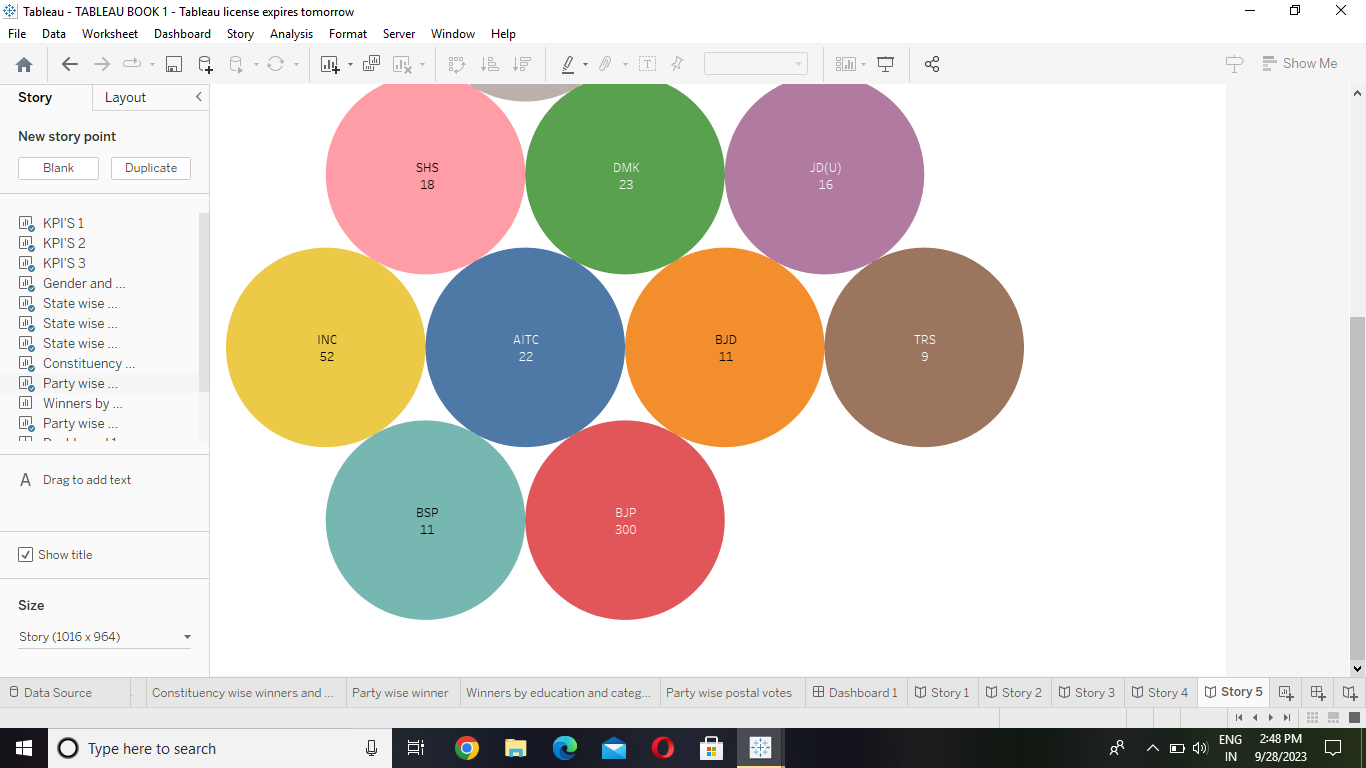 Tableau - TABLEAU BOOK 1 - Tableau license expires tomorrow
File Data Worksheet Dashboard Story Analysis Format Server Window Help
Show Me
Story Layout
New story point
Blank Duplicate
KPI'S 1
KPI'S 2
KPI'S 3
Gender and ...
State wise ...
State wise ...
State wise ...
Constituency ...
Party wise ...
Winners by ...
Party wise ...
Drag to add text
Show title
Size
Story (1016 x 964)
SHS
18
DMK
23
JD(U)
16
INC
52
AITC
22
BJD
11
TRS
9
BSP
11
BJP
300
Data Source Constituency wise winners and ... Party wise winner Winners by education and categ... Party wise postal votes Dashboard 1 Story 1 Story 2 Story 3 Story 4 Story 5
Type here to search
ENG
IN
2:48 PM
9/28/2023